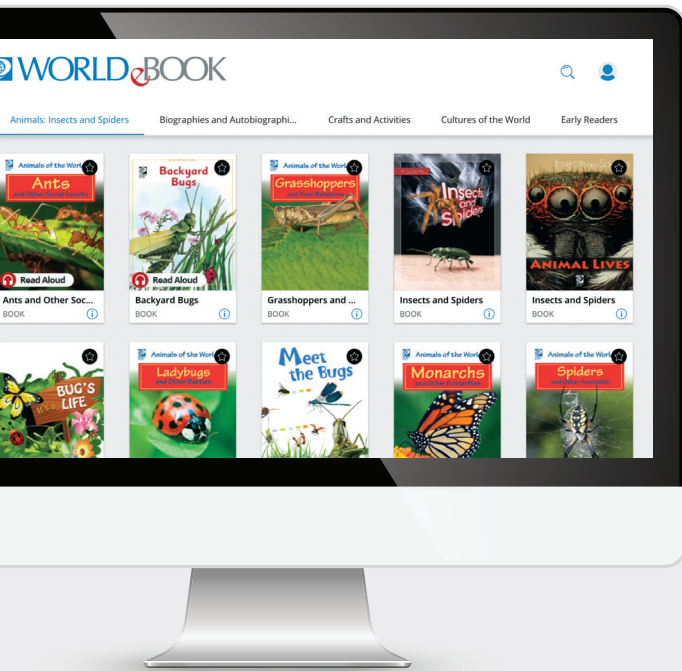 WORLD eBOOK
Animals: Insects and Spiders
Biographies and Autobiographi...
Crafts and Activities
Cultures of the World
Early Readers
Animals of the World
Ants
and Other Social Insects
Read Aloud
Ants and Other Soc...
BOOK
Backyard
Bugs
Read Aloud
Backyard Bugs
BOOK
Animals of the World
Grasshoppers
and Their Relatives
Grasshoppers and ...
BOOK
Insects
and
Spiders
Insects and Spiders
BOOK
ANIMAL LIVES
Insects and Spiders
BOOK
It's a
BUG'S
LIFE
Animals of the World
Ladybugs
and Other Beetles
Meet
the Bugs
Animals of the World
Monarchs
and Other Butterflies
Animals of the World
Spiders
and Other Arachnids